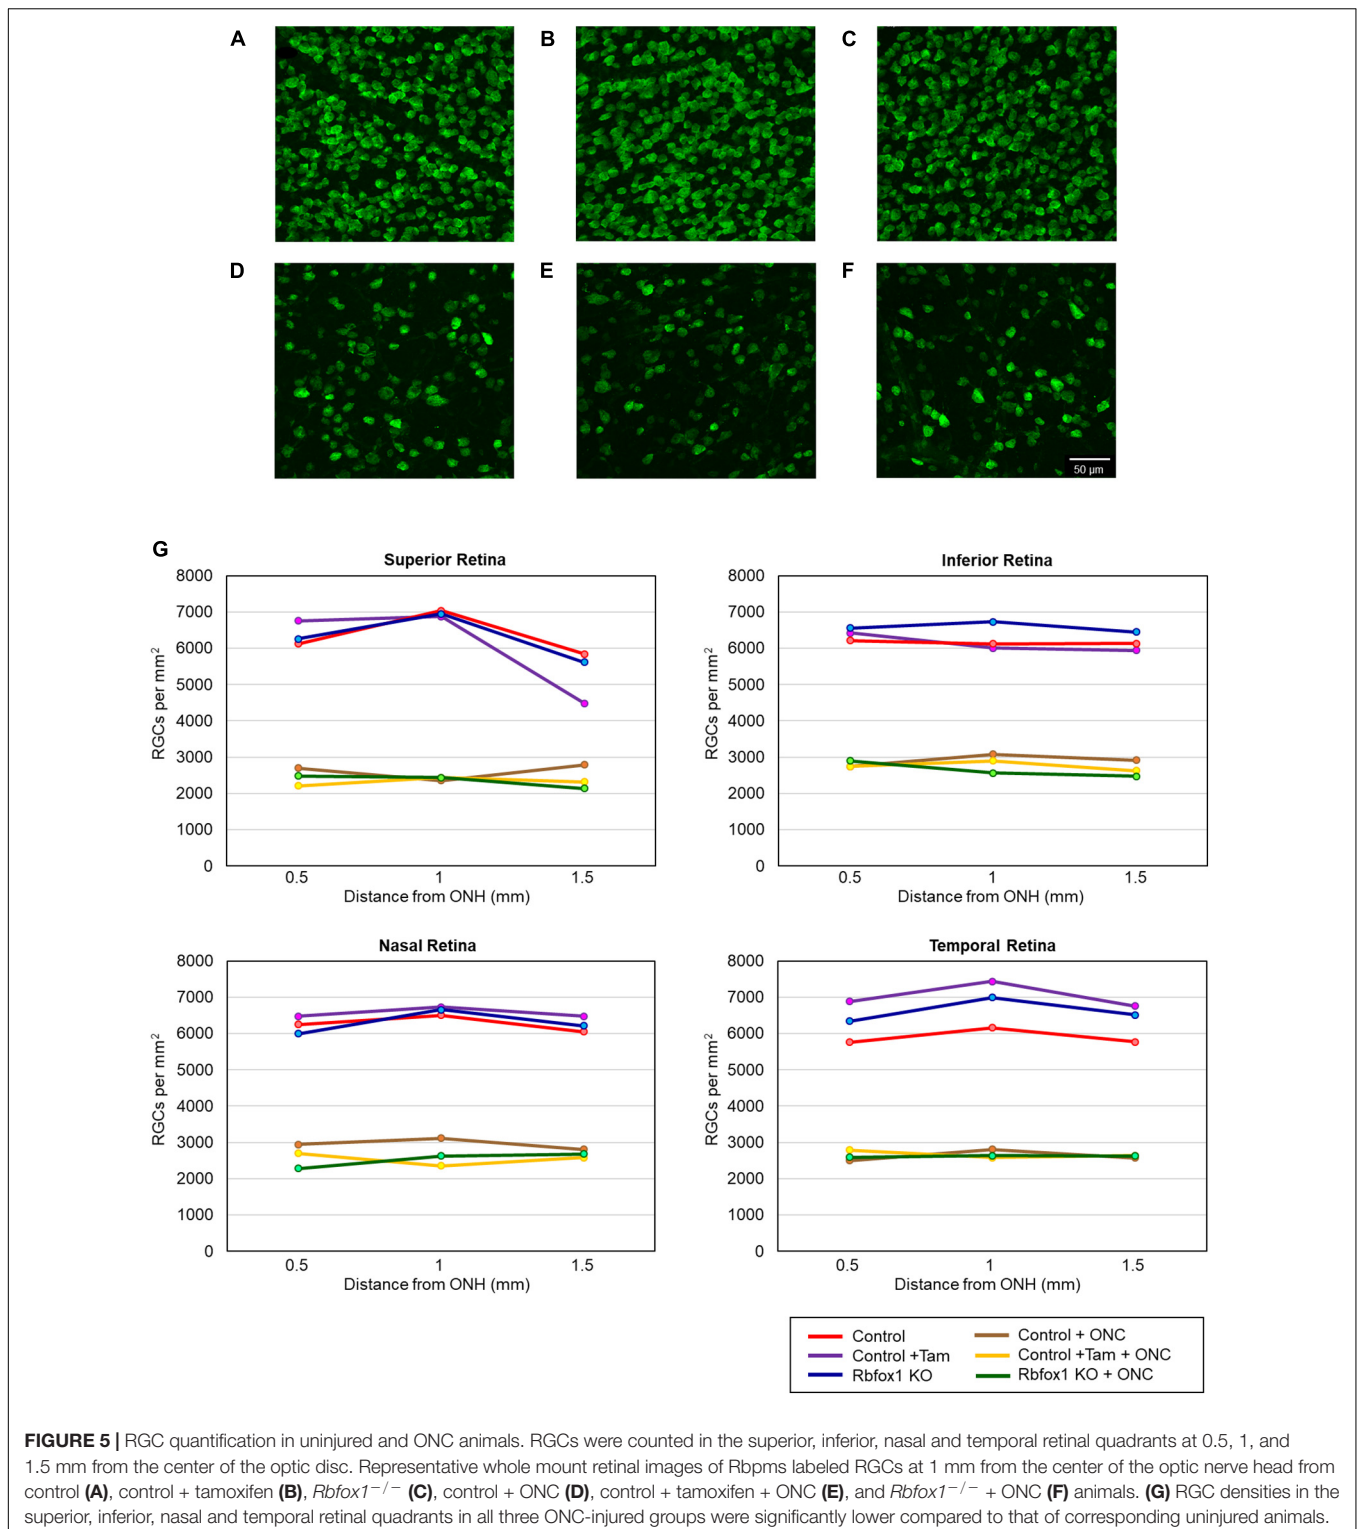 A
B
C
D
E
F
50 µm
G
Superior Retina
8000
7000
6000
5000
4000
3000
2000
1000
0
RGCs per mm²
0.5 1 1.5
Distance from ONH (mm)
Inferior Retina
8000
7000
6000
5000
4000
3000
2000
1000
0
RGCs per mm²
0.5 1 1.5
Distance from ONH (mm)
Nasal Retina
8000
7000
6000
5000
4000
3000
2000
1000
0
RGCs per mm²
0.5 1 1.5
Distance from ONH (mm)
Temporal Retina
8000
7000
6000
5000
4000
3000
2000
1000
0
RGCs per mm²
0.5 1 1.5
Distance from ONH (mm)
Control
Control +Tam
Rbfox1 KO
Control + ONC
Control +Tam + ONC
Rbfox1 KO + ONC
FIGURE 5 | RGC quantification in uninjured and ONC animals. RGCs were counted in the superior, inferior, nasal and temporal retinal quadrants at 0.5, 1, and
1.5 mm from the center of the optic disc. Representative whole mount retinal images of Rbpms labeled RGCs at 1 mm from the center of the optic nerve head from
control (A), control + tamoxifen (B), Rbfox1⁻/⁻ (C), control + ONC (D), control + tamoxifen + ONC (E), and Rbfox1⁻/⁻ + ONC (F) animals. (G) RGC densities in the
superior, inferior, nasal and temporal retinal quadrants in all three ONC-injured groups were significantly lower compared to that of corresponding uninjured animals.